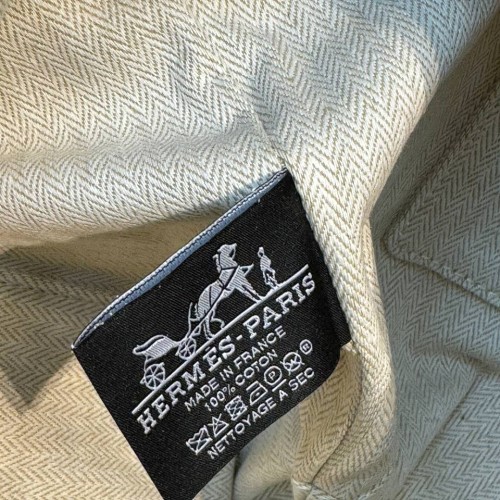 HERMES-PARIS
MADE IN FRANCE
100% COTON
NETTOYAGE A SEC